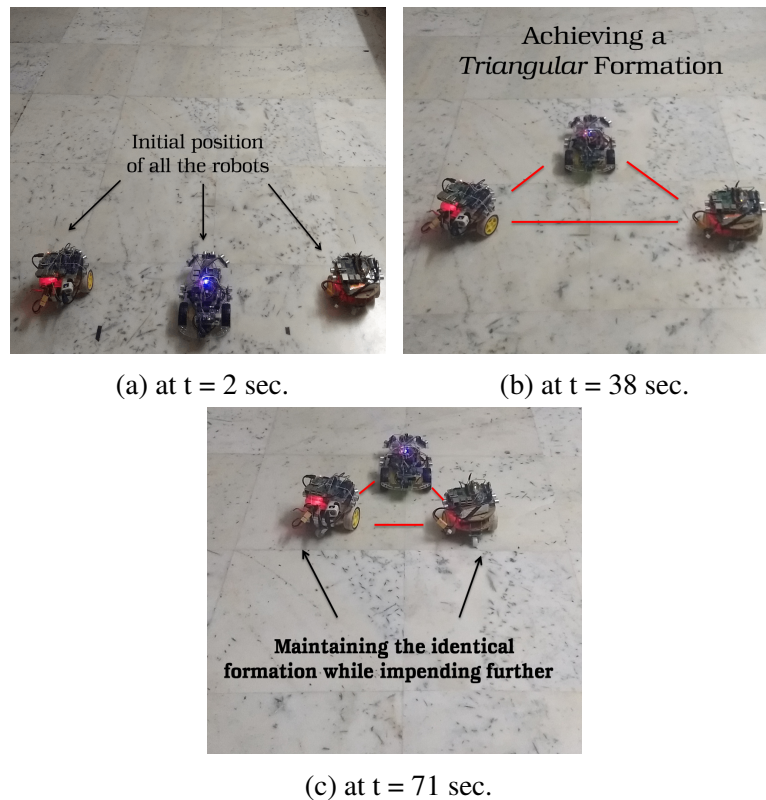 Initial position
of all the robots
(a) at t = 2 sec.
Achieving a
Triangular Formation
(b) at t = 38 sec.
Maintaining the identical
formation while impending further
(c) at t = 71 sec.